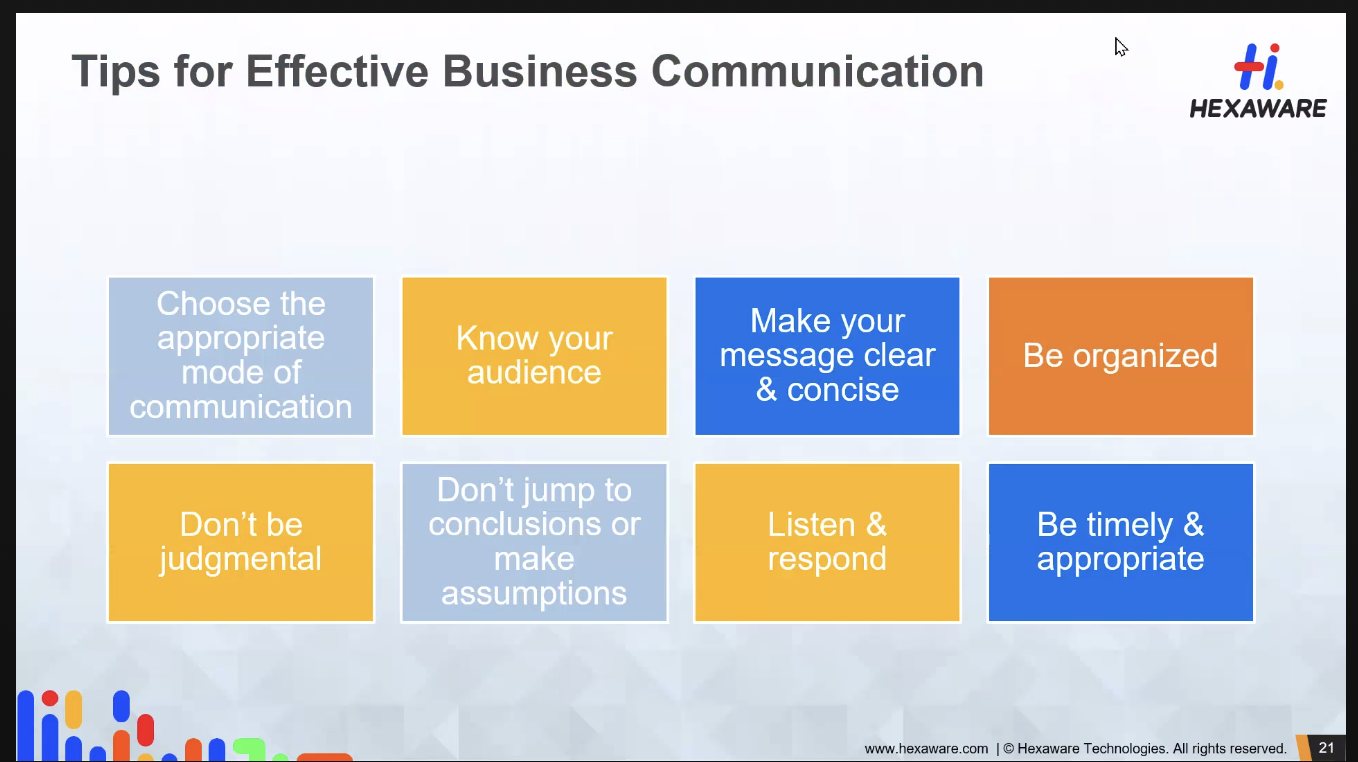 Tips for Effective Business Communication
HEXAWARE
Choose the
appropriate
mode of
communication
Know your
audience
Make your
message clear
& concise
Be organized
Don’t be
judgmental
Don’t jump to
conclusions or
make
assumptions
Listen &
respond
Be timely &
appropriate
www.hexaware.com | © Hexaware Technologies. All rights reserved.
21